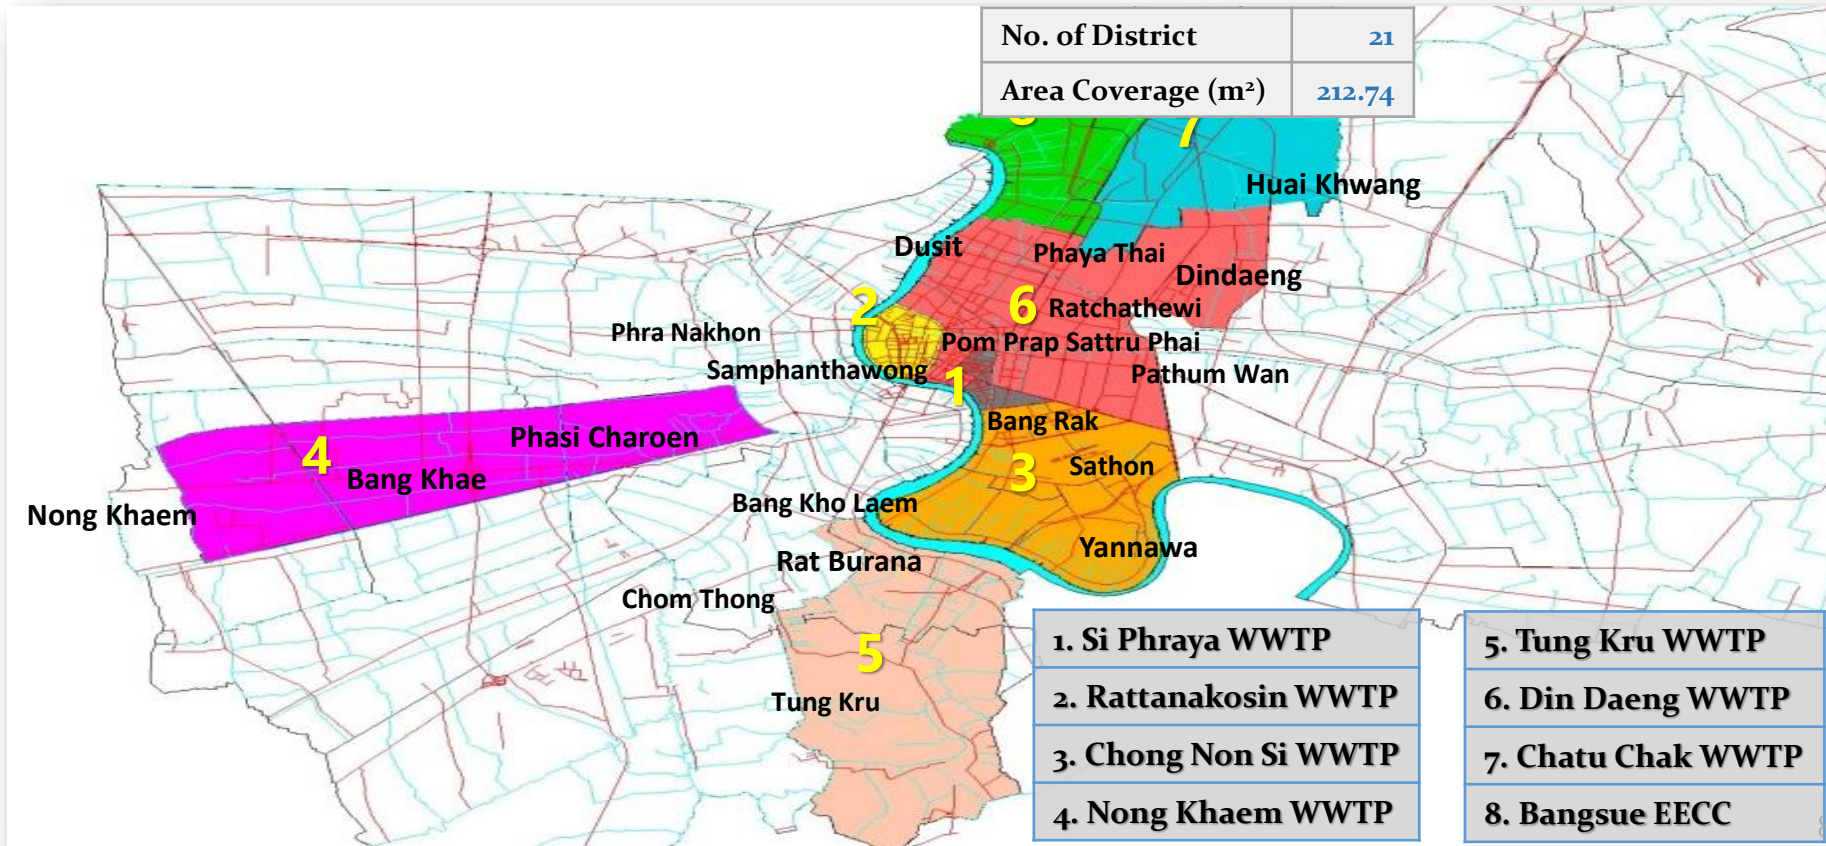 No. of District 21
Area Coverage (m²) 212.74
7
Huai Khwang
Dusit
Phaya Thai
Dindaeng
2
6
Ratchathewi
Phra Nakhon
Pom Prap Sattru Phai
Samphanthawong
1
Pathum Wan
Bang Rak
Phasi Charoen
4
3
Sathon
Bang Khae
Bang Kho Laem
Nong Khaem
Yannawa
Rat Burana
Chom Thong
5
Tung Kru
1. Si Phraya WWTP
2. Rattanakosin WWTP
3. Chong Non Si WWTP
4. Nong Khaem WWTP
5. Tung Kru WWTP
6. Din Daeng WWTP
7. Chatu Chak WWTP
8. Bangsue EECC